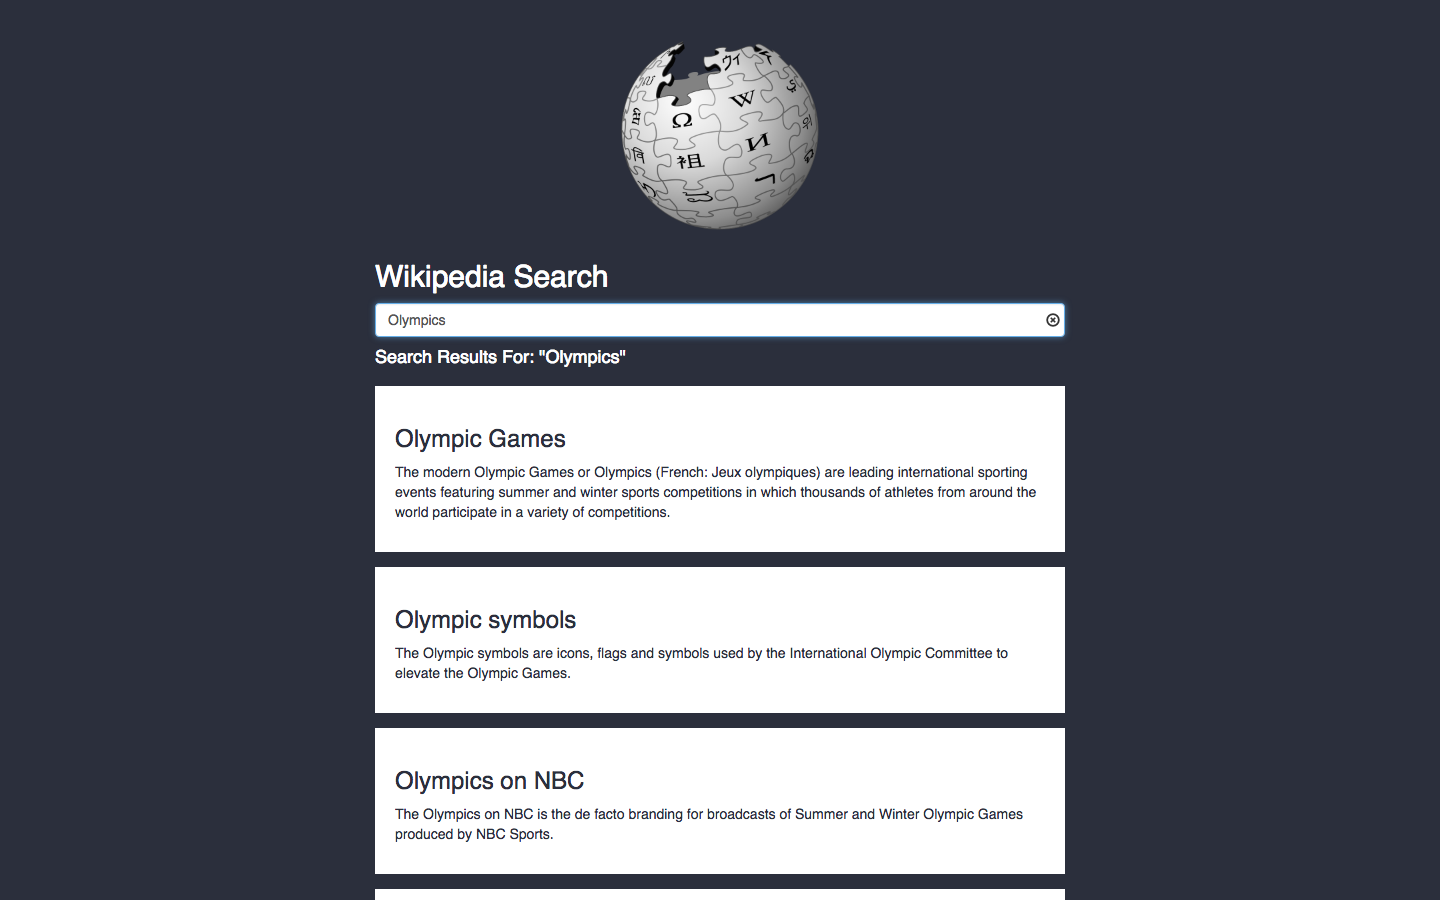 Ω
W
И
祖
ウィ
위
वि
Wikipedia Search
Olympics
Search Results For: "Olympics"
Olympic Games
The modern Olympic Games or Olympics (French: Jeux olympiques) are leading international sporting
events featuring summer and winter sports competitions in which thousands of athletes from around the
world participate in a variety of competitions.
Olympic symbols
The Olympic symbols are icons, flags and symbols used by the International Olympic Committee to
elevate the Olympic Games.
Olympics on NBC
The Olympics on NBC is the de facto branding for broadcasts of Summer and Winter Olympic Games
produced by NBC Sports.